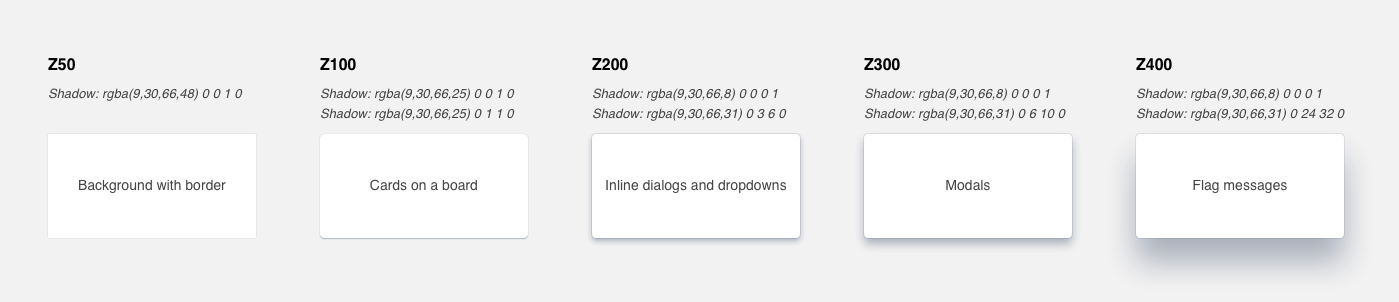 Z50
Shadow: rgba(9,30,66,48) 0 0 1 0
Background with border
Z100
Shadow: rgba(9,30,66,25) 0 0 1 0
Shadow: rgba(9,30,66,25) 0 1 1 0
Cards on a board
Z200
Shadow: rgba(9,30,66,8) 0 0 0 1
Shadow: rgba(9,30,66,31) 0 3 6 0
Inline dialogs and dropdowns
Z300
Shadow: rgba(9,30,66,8) 0 0 0 1
Shadow: rgba(9,30,66,31) 0 6 10 0
Modals
Z400
Shadow: rgba(9,30,66,8) 0 0 0 1
Shadow: rgba(9,30,66,31) 0 24 32 0
Flag messages